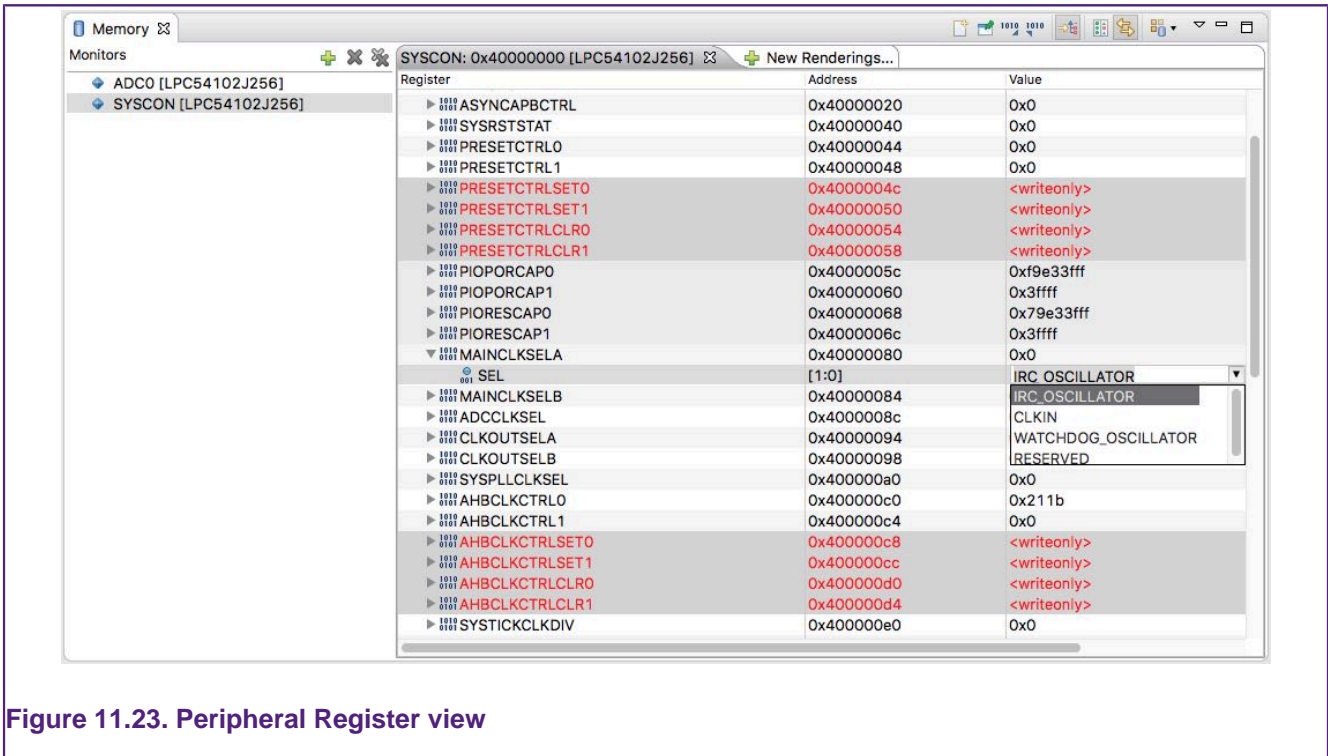 Memory
Monitors
ADC0 [LPC54102J256]
SYSCON [LPC54102J256]
SYSCON: 0x40000000 [LPC54102J256] New Renderings...
Register Address Value
ASYNCAPBCTRL 0x40000020 0x0
SYSRSTSTAT 0x40000040 0x0
PRESETCTRL0 0x40000044 0x0
PRESETCTRL1 0x40000048 0x0
PRESETCTRLSET0 0x4000004c <writeonly>
PRESETCTRLSET1 0x40000050 <writeonly>
PRESETCTRLCLR0 0x40000054 <writeonly>
PRESETCTRLCLR1 0x40000058 <writeonly>
PIOPORCAP0 0x4000005c 0xf9e33fff
PIOPORCAP1 0x40000060 0x3ffff
PIORESCAP0 0x40000068 0x79e33fff
PIORESCAP1 0x4000006c 0x3ffff
MAINCLKSELA 0x40000080 0x0
SEL [1:0] IRC_OSCILLATOR
MAINCLKSELB 0x40000084 IRC_OSCILLATOR
ADCCLKSEL 0x4000008c CLKIN
CLKOUTSELA 0x40000094 WATCHDOG_OSCILLATOR
CLKOUTSELB 0x40000098 RESERVED
SYSPLLCLKSEL 0x400000a0 0x0
AHBCLKCTRL0 0x400000c0 0x211b
AHBCLKCTRL1 0x400000c4 0x0
AHBCLKCTRLSET0 0x400000c8 <writeonly>
AHBCLKCTRLSET1 0x400000cc <writeonly>
AHBCLKCTRLCLR0 0x400000d0 <writeonly>
AHBCLKCTRLCLR1 0x400000d4 <writeonly>
SYSTICKCLKDIV 0x400000e0 0x0
Figure 11.23. Peripheral Register view